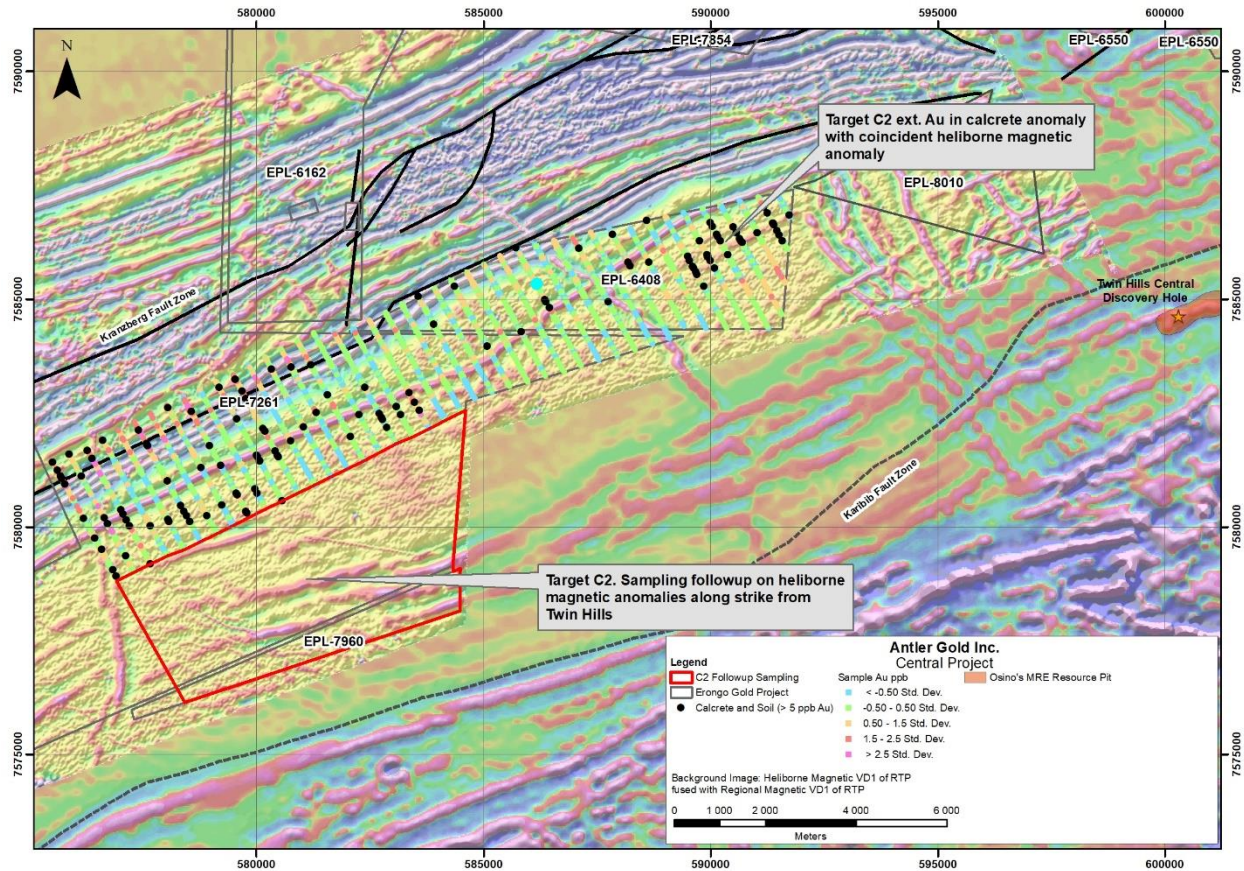 580000 585000 590000 595000 600000
N
EPL-7854
EPL-6550
EPL-6550
7590000
7590000
Target C2 ext. Au in calcrete anomaly
with coincident heliborne magnetic
anomaly
EPL-6162
EPL-8010
EPL-6408
Kranzberg Fault Zone
7585000
7585000
Twin Hills Central
Discovery Hole
EPL-7261
Karibib Fault Zone
7580000
7580000
Target C2. Sampling followup on heliborne
magnetic anomalies along strike from
Twin Hills
EPL-7960
Antler Gold Inc.
Central Project
Legend
C2 Followup Sampling
Erongo Gold Project
Calcrete and Soil (> 5 ppb Au)
Sample Au ppb
< -0.50 Std. Dev.
-0.50 - 0.50 Std. Dev.
0.50 - 1.5 Std. Dev.
1.5 - 2.5 Std. Dev.
> 2.5 Std. Dev.
Osino's MRE Resource Pit
Background Image: Heliborne Magnetic VD1 of RTP
fused with Regional Magnetic VD1 of RTP
0 1 000 2 000 4 000 6 000
Meters
7575000
7575000
580000 585000 590000 595000 600000